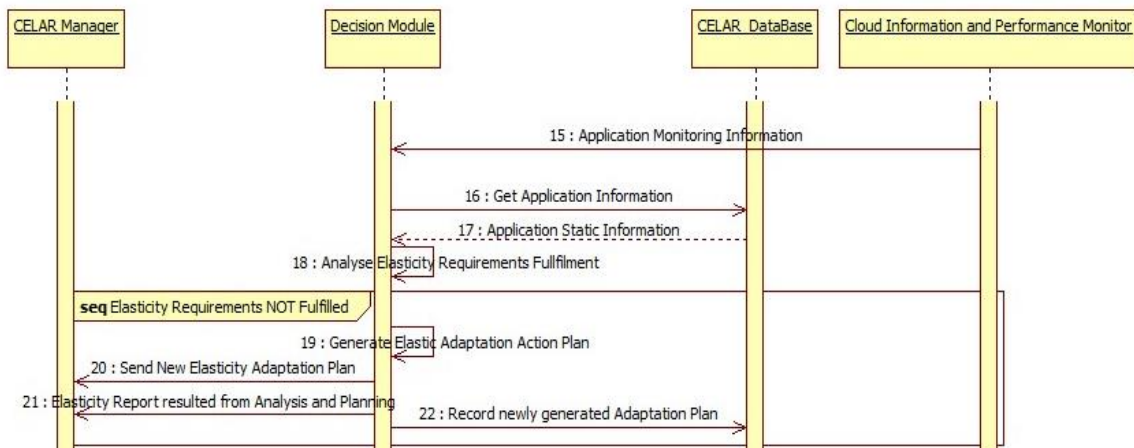 CELAR Manager
Decision Module
CELAR DataBase
Cloud Information and Performance Monitor
15 : Application Monitoring Information
16 : Get Application Information
17 : Application Static Information
18 : Analyse Elasticity Requirements Fullfilment
seq Elasticity Requirements NOT Fulfilled
19 : Generate Elastic Adaptation Action Plan
20 : Send New Elasticity Adaptation Plan
21 : Elasticity Report resulted from Analysis and Planning
22 : Record newly generated Adaptation Plan